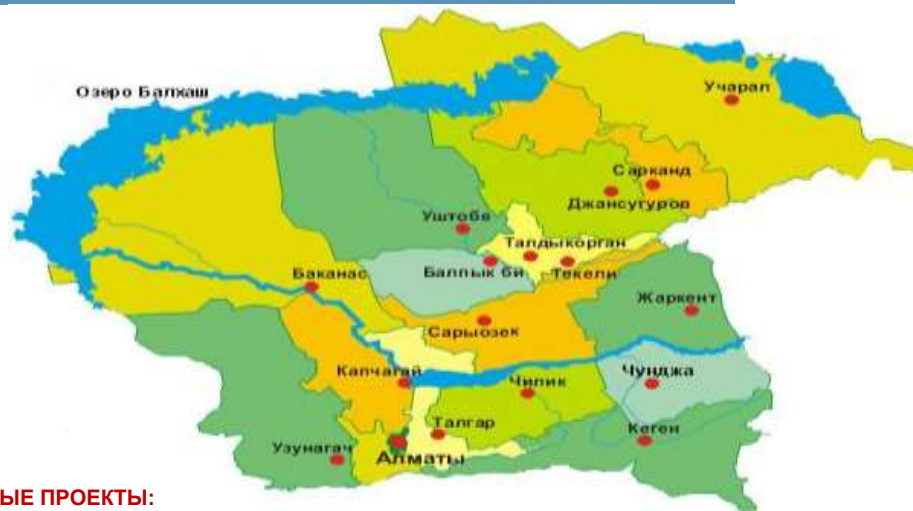 Озеро Балхаш
Учарал
Сарканд
Джансугуров
Уштобе
Талдыкорган
Балпык би
Текели
Баканас
Жаркент
Сарыозек
Капчагай
Чилик
Чунджа
Талгар
Кеген
Узунагач
Алматы
ЫЕ ПРОЕКТЫ: